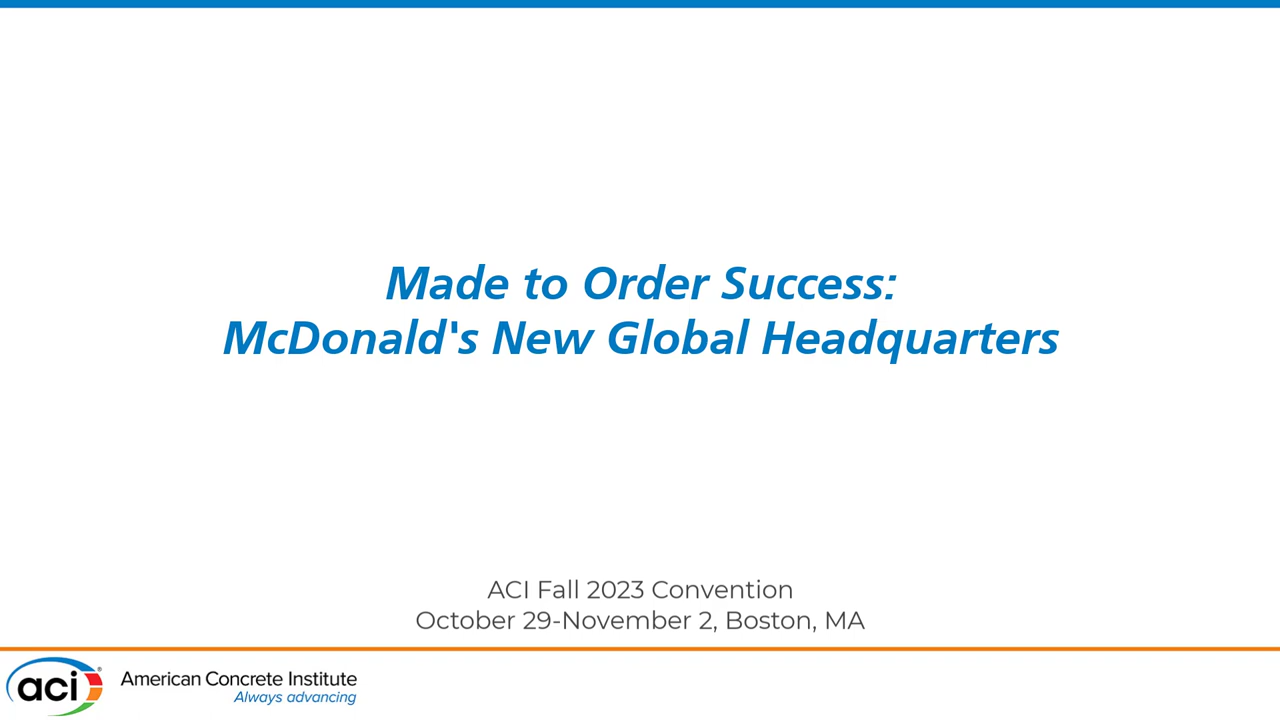 Made to Order Success:
McDonald's New Global Headquarters
ACI Fall 2023 Convention
October 29-November 2, Boston, MA
aci®
American Concrete Institute
Always advancing